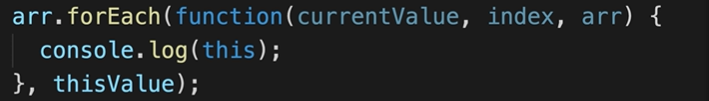 arr.forEach(function(currentValue, index, arr) {
  console.log(this);
}, thisValue);